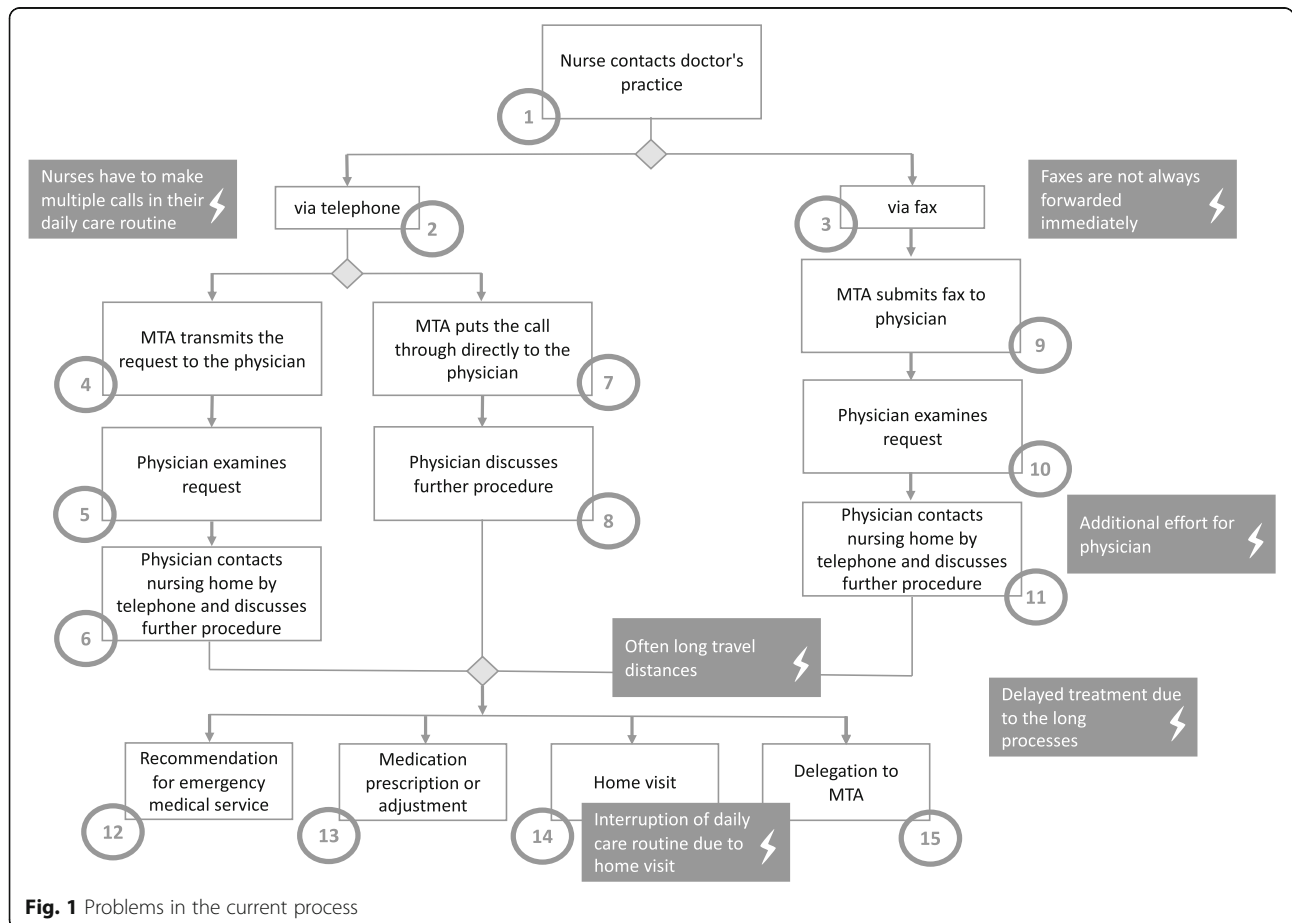 Nurse contacts doctor's
practice
1
Nurses have to make
multiple calls in their
daily care routine
via telephone
2
via fax
3
Faxes are not always
forwarded
immediately
MTA transmits the
request to the physician
4
MTA puts the call
through directly to the
physician
7
MTA submits fax to
physician
9
Physician examines
request
5
Physician discusses
further procedure
8
Physician examines
request
10
Physician contacts
nursing home by
telephone and discusses
further procedure
6
Physician contacts
nursing home by
telephone and discusses
further procedure
11
Additional effort for
physician
Often long travel
distances
Delayed treatment due
to the long
processes
Recommendation
for emergency
medical service
12
Medication
prescription or
adjustment
13
Home visit
14
Interruption of daily
care routine due to
home visit
Delegation to
MTA
15
Fig. 1 Problems in the current process